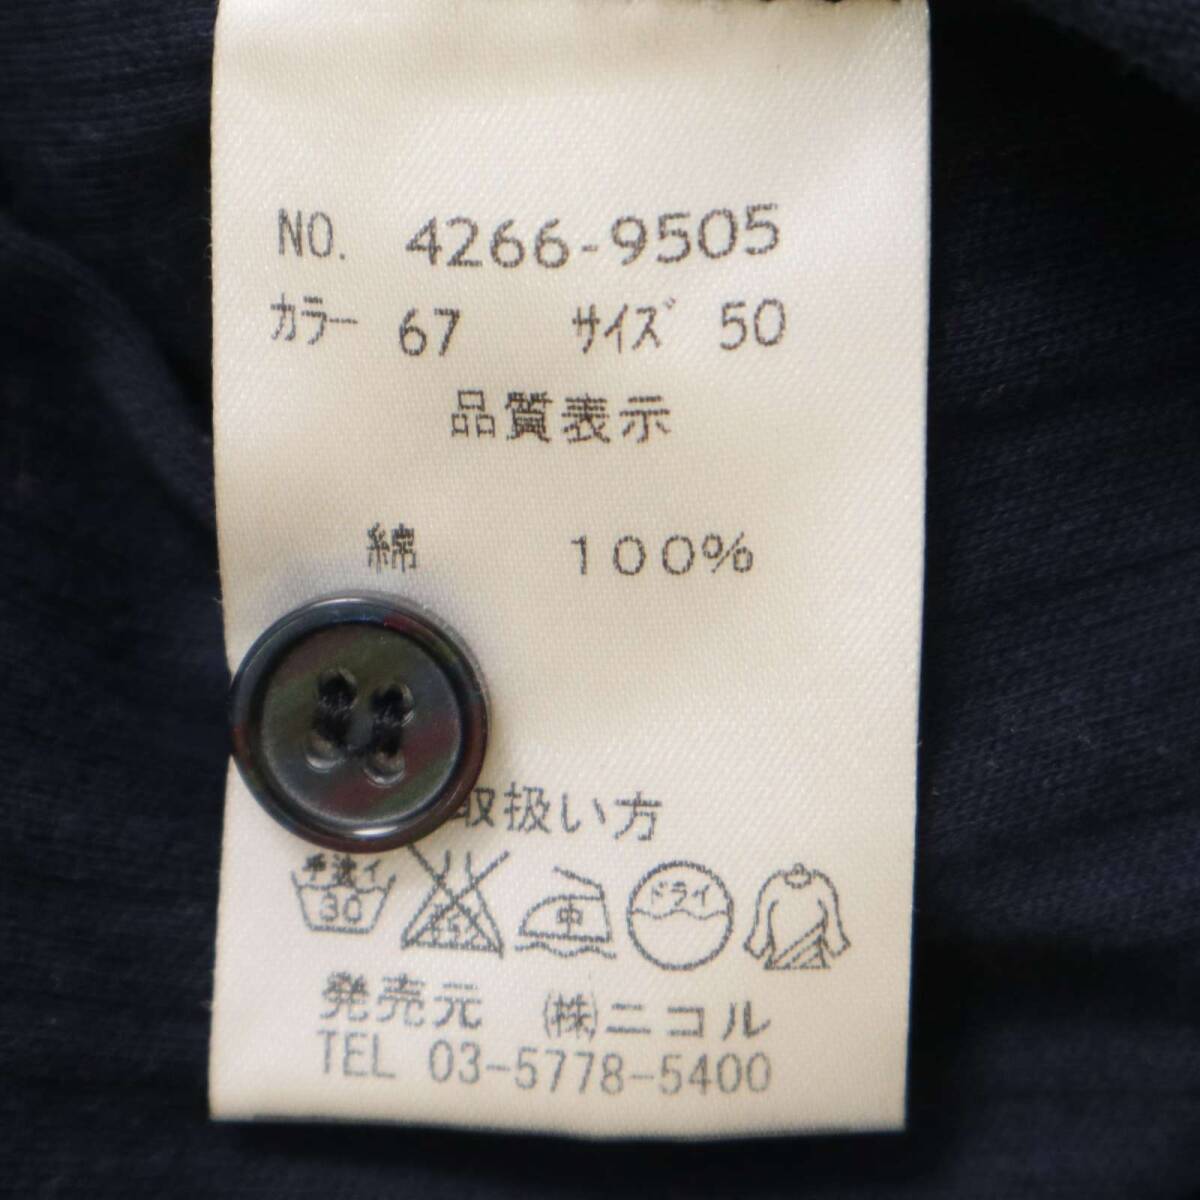 NO. 4266-9505
カラー 67 サイズ 50
品質表示
綿 100%
取扱い方
手洗イ 30 中 ドライ
発売元 ㈱ニコル
TEL 03-5778-5400